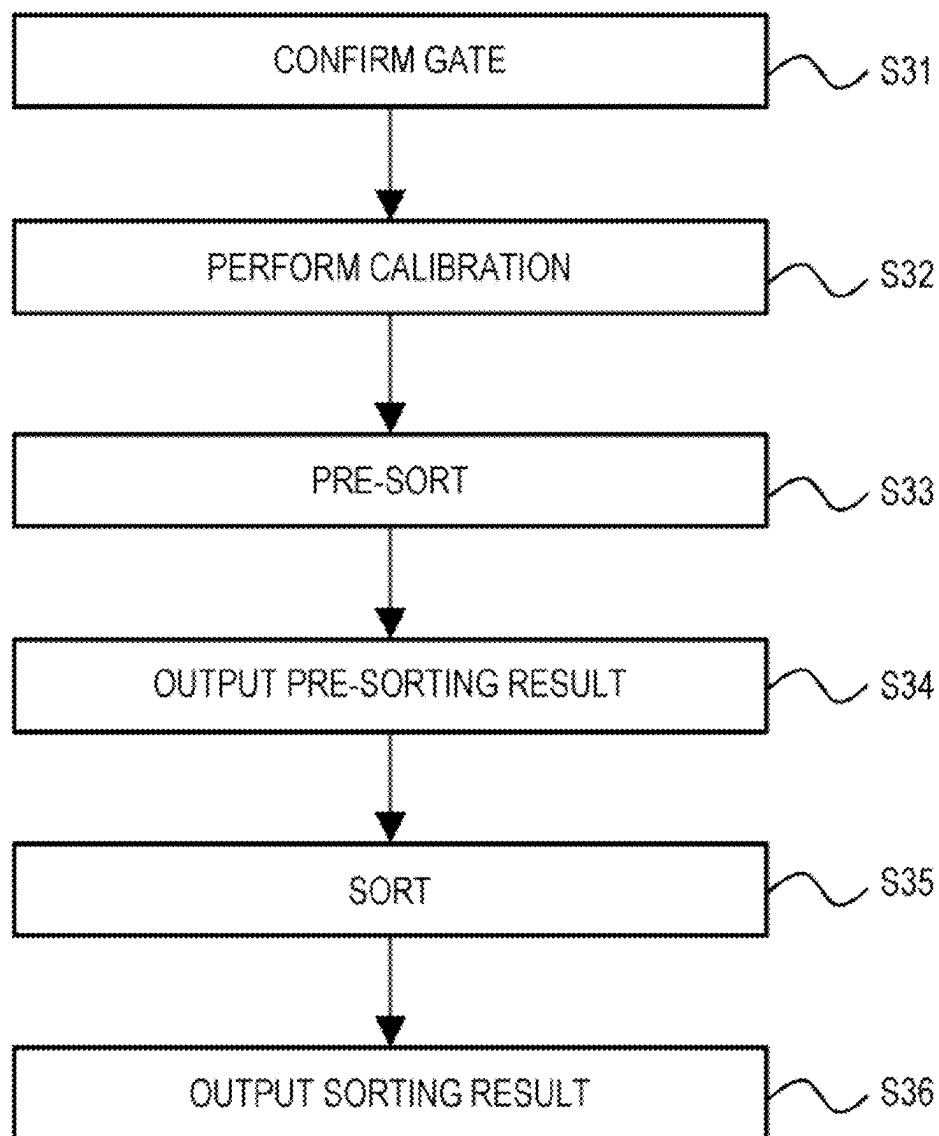 CONFIRM GATE S31
PERFORM CALIBRATION S32
PRE-SORT S33
OUTPUT PRE-SORTING RESULT S34
SORT S35
OUTPUT SORTING RESULT S36